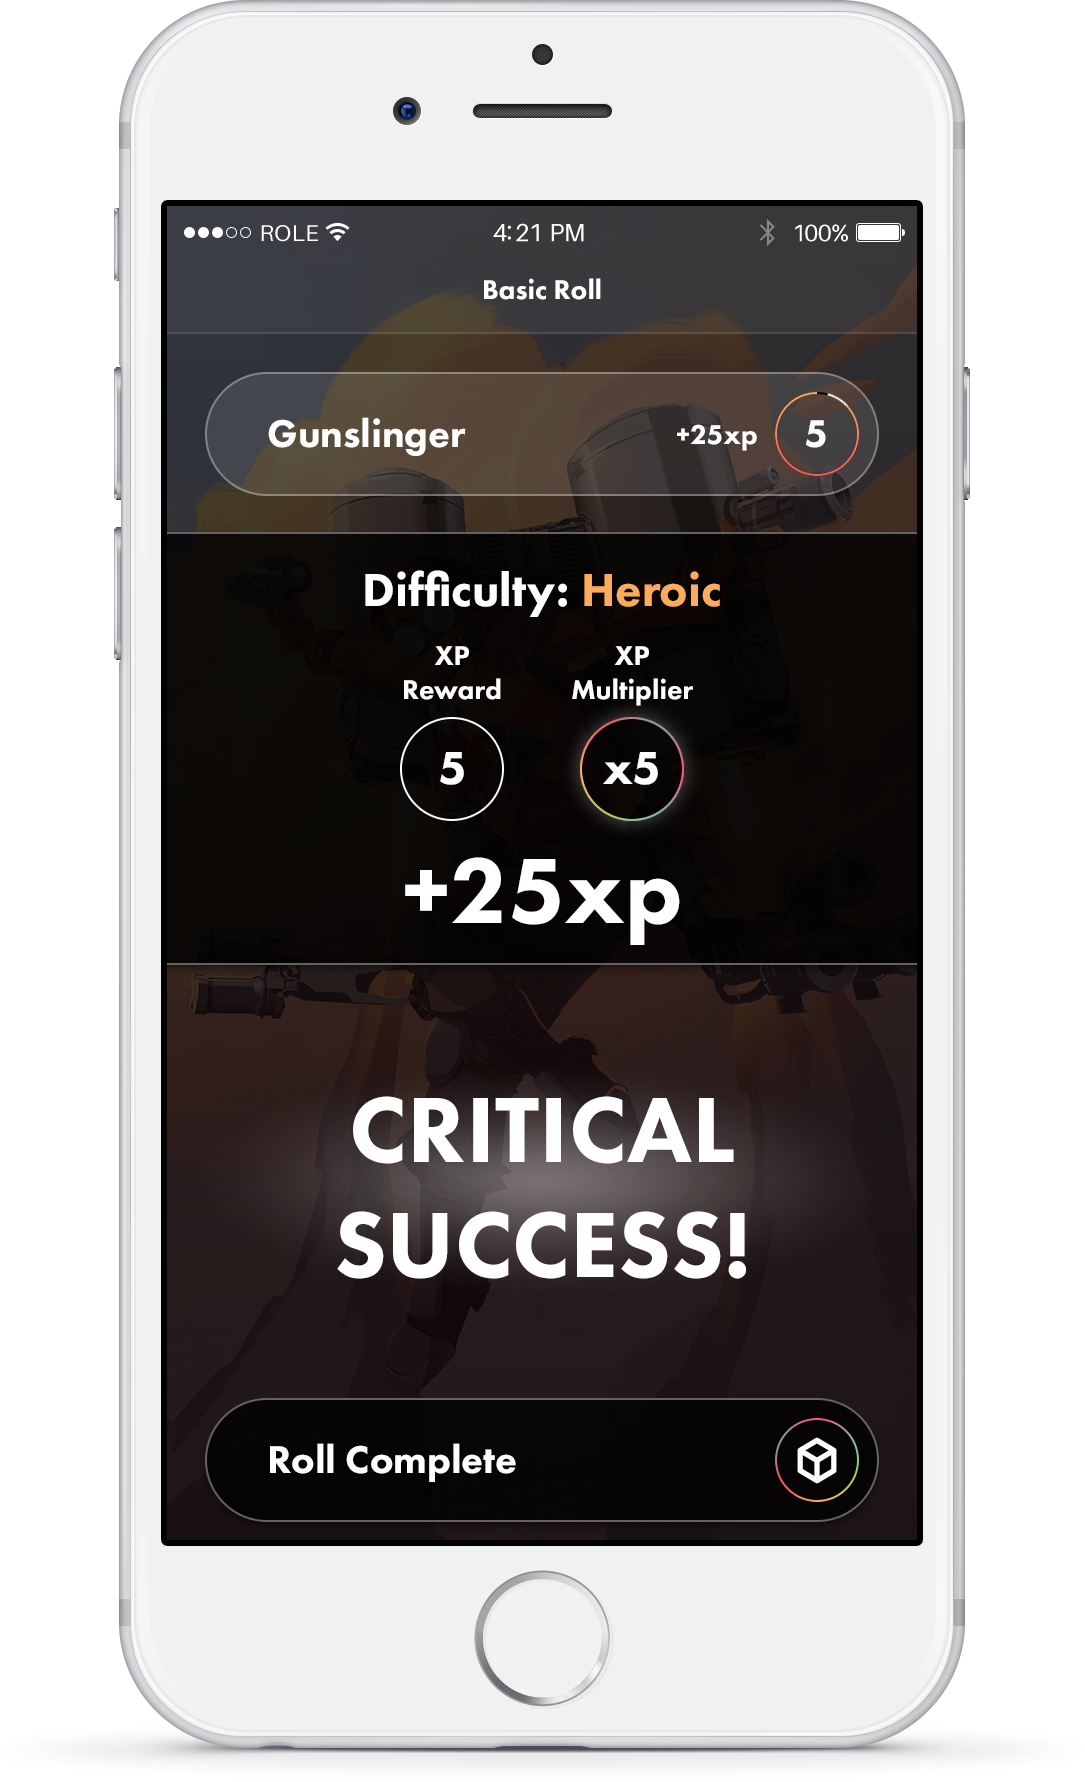 ROLE 4:21 PM 100%
Basic Roll
Gunslinger +25xp 5
Difficulty: Heroic
XP XP
Reward Multiplier
5 x5
+25xp
CRITICAL
SUCCESS!
Roll Complete